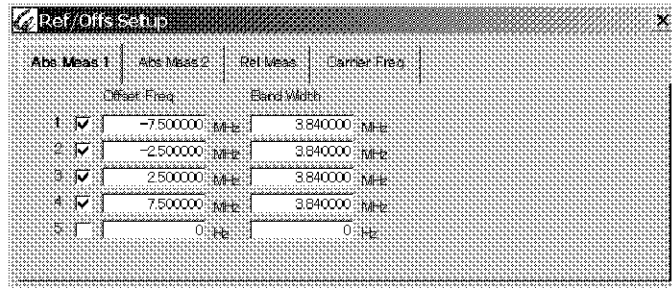 Ref/Offs Setup
Abs Meas 1 Abs Meas 2 Rel Meas Carrier Freq
Offset Freq Band Width
1 -7.500000 MHz 3.840000 MHz
2 -2.500000 MHz 3.840000 MHz
3 2.500000 MHz 3.840000 MHz
4 7.500000 MHz 3.840000 MHz
5 0 Hz 0 Hz